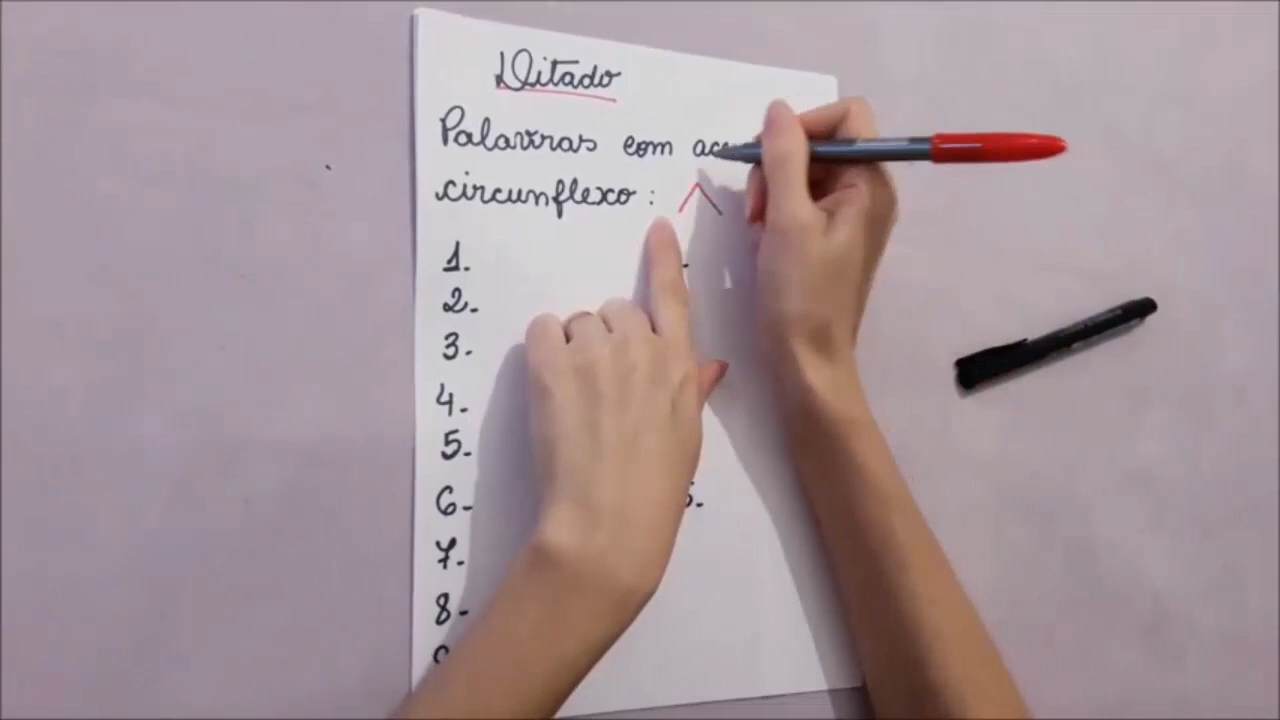 Ditado
Palavras com
circunflexo: ^
1.
2.
3.
4.
5.
6.
7.
8.